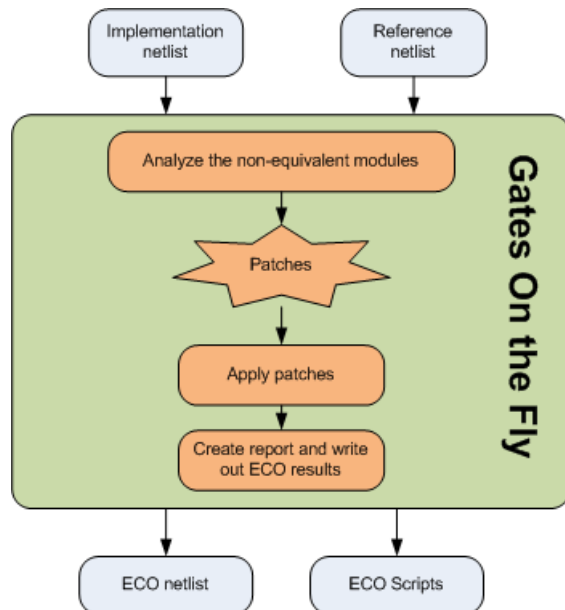 Implementation
netlist
Reference
netlist
Analyze the non-equivalent modules
Patches
Apply patches
Create report and write
out ECO results
Gates On the Fly
ECO netlist
ECO Scripts